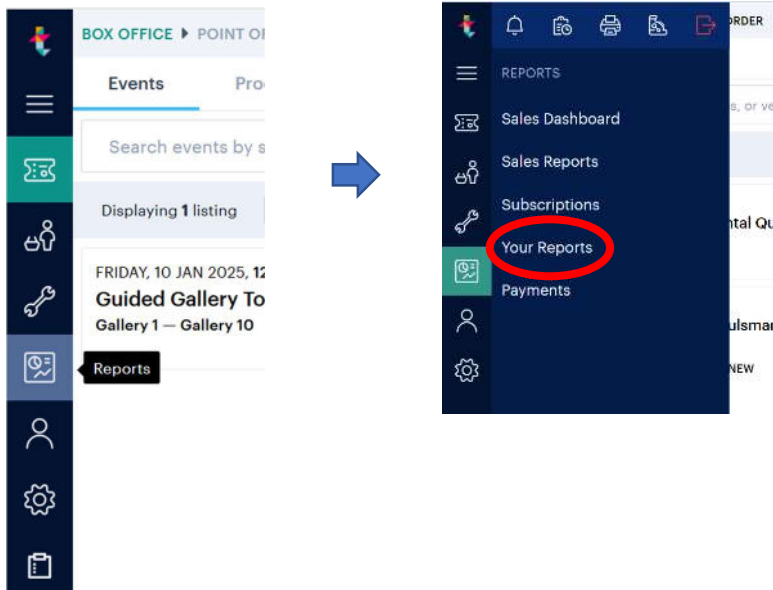 BOX OFFICE ▶ POINT OF
Events Pro
Search events by s
Displaying 1 listing
FRIDAY, 10 JAN 2025, 12
Guided Gallery To
Gallery 1 — Gallery 10
Reports
ORDER
REPORTS
s, or ve
Sales Dashboard
Sales Reports
Subscriptions
ntal Qu
Your Reports
Payments
ulsmar
NEW